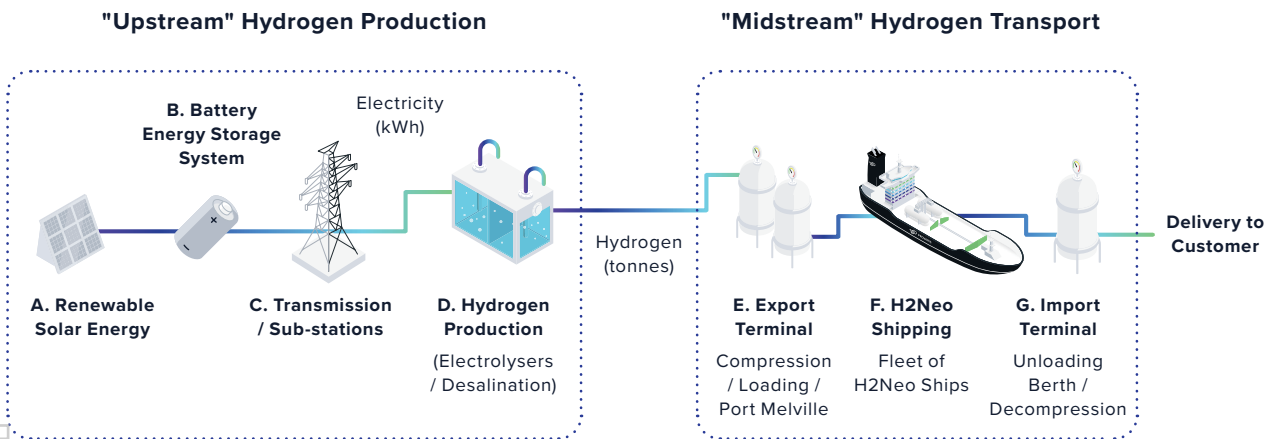 "Upstream" Hydrogen Production
"Midstream" Hydrogen Transport
B. Battery
Energy Storage
System
Electricity
(kWh)
A. Renewable
Solar Energy
C. Transmission
/ Sub-stations
D. Hydrogen
Production
(Electrolysers
/ Desalination)
Hydrogen
(tonnes)
E. Export
Terminal
Compression
/ Loading /
Port Melville
F. H2Neo
Shipping
Fleet of
H2Neo Ships
G. Import
Terminal
Unloading
Berth /
Decompression
Delivery to
Customer